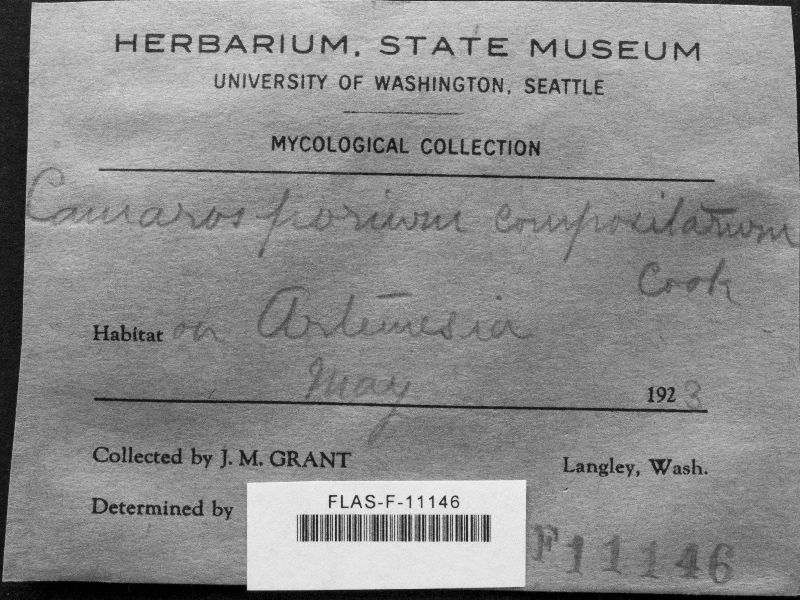 HERBARIUM, STATE MUSEUM
UNIVERSITY OF WASHINGTON, SEATTLE
MYCOLOGICAL COLLECTION
Camarosporium compositarum
Cook
Habitat on Artemesia
May 1923
Collected by J. M. GRANT Langley, Wash.
Determined by
FLAS-F-11146
F11146